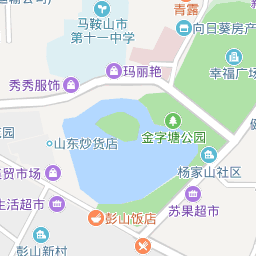 青露
马鞍山市
第十一中学
向日葵房产
幸福广场
玛丽艳
秀秀服饰
金字塘公园
山东炒货店
杨家山社区
贸市场
生活超市
苏果超市
彭山饭店
彭山新村